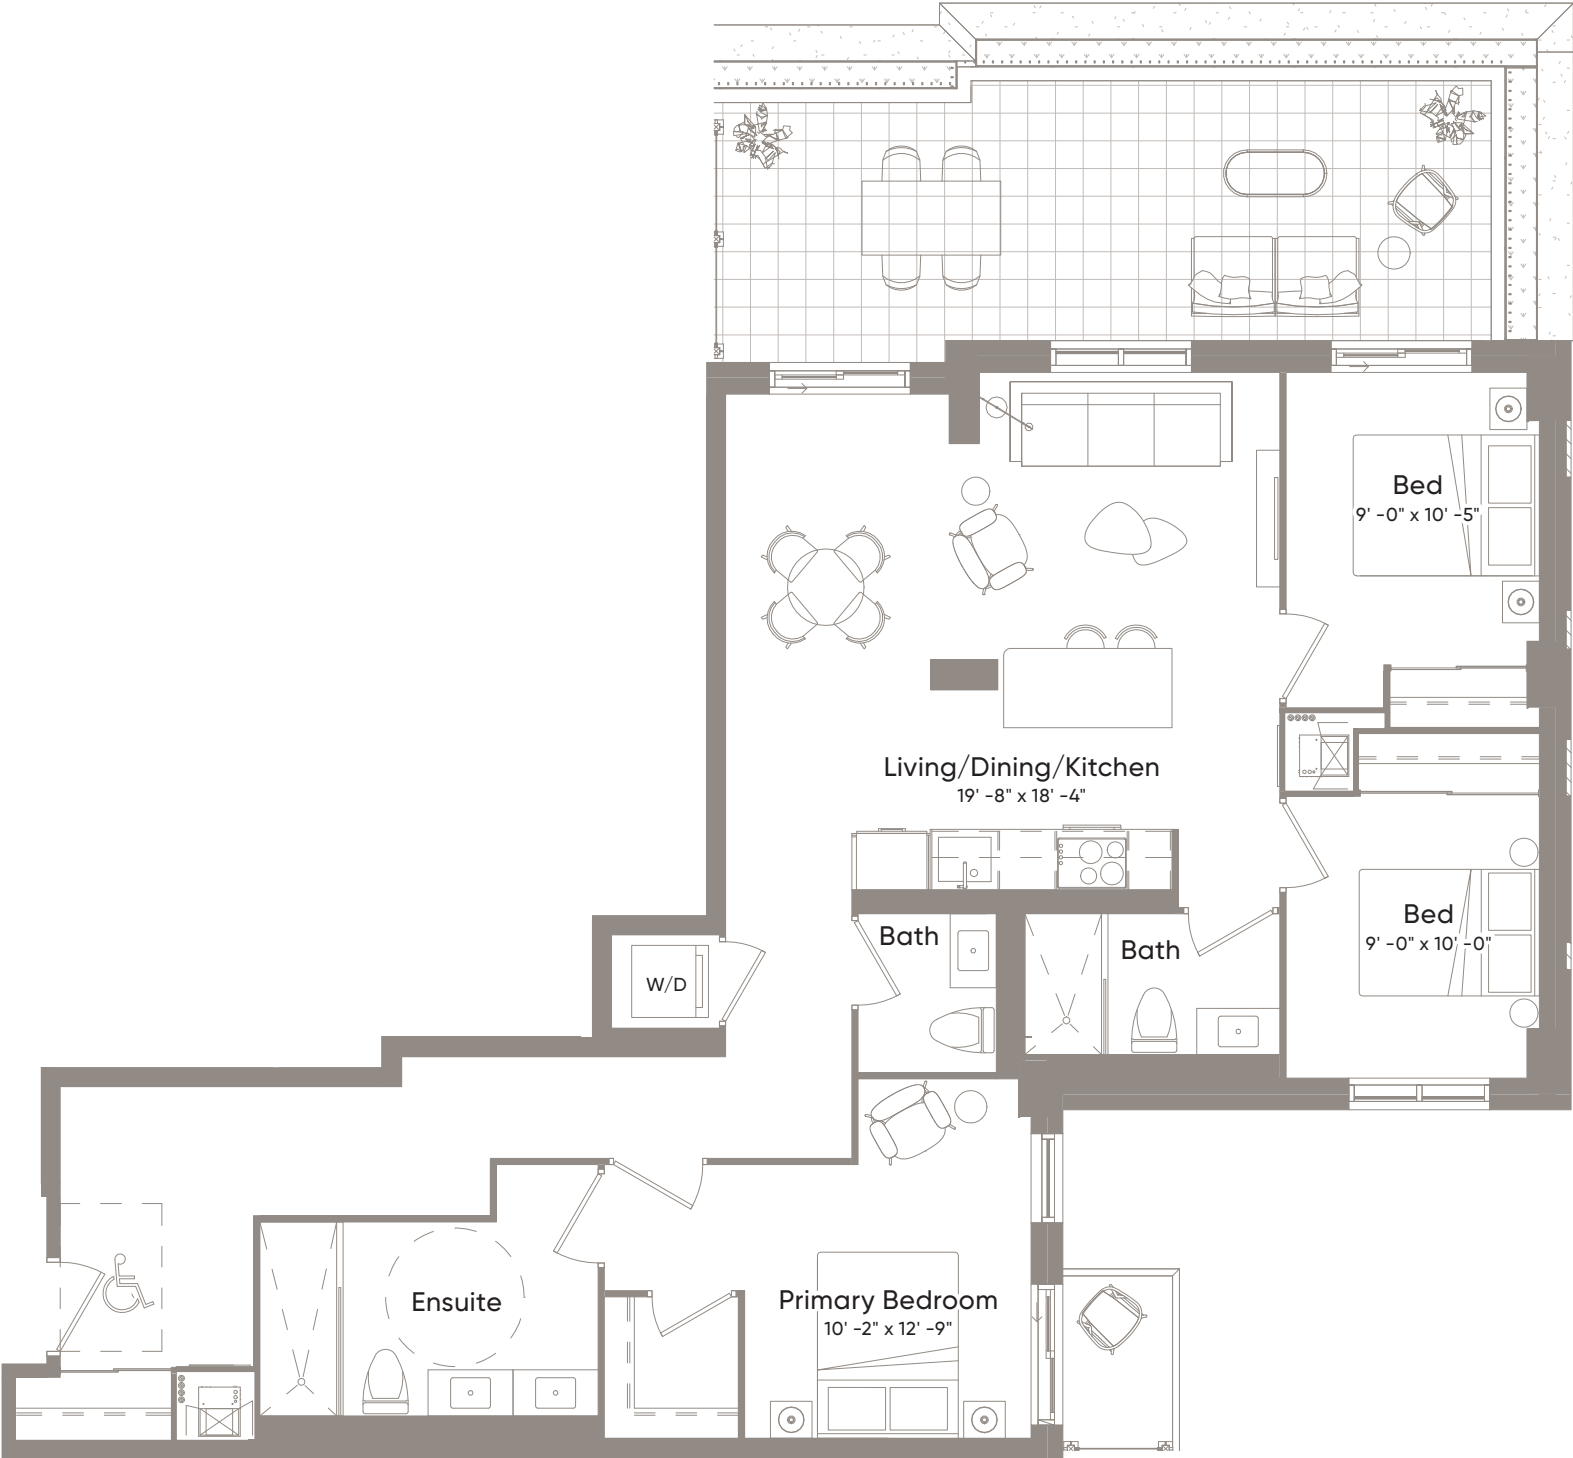 Bed
9' -0" x 10' -5"
Living/Dining/Kitchen
19' -8" x 18' -4"
Bed
9' -0" x 10' -0"
Bath
Bath
W/D
Ensuite
Primary Bedroom
10' -2" x 12' -9"